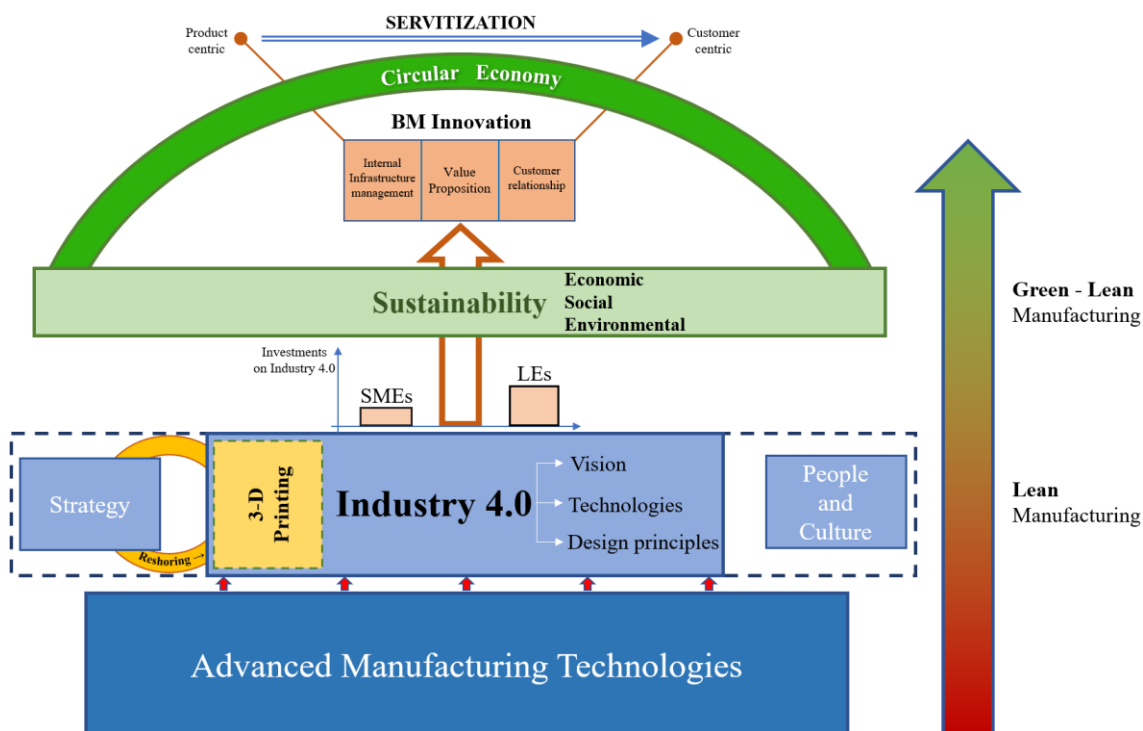 SERVITIZATION
Product
centric
Customer
centric
Circular Economy
BM Innovation
Internal
Infrastructure
management
Value
Proposition
Customer
relationship
Sustainability
Economic
Social
Environmental
Green - Lean
Manufacturing
Investments
on Industry 4.0
SMEs
LEs
Strategy
Reshoring →
3-D
Printing
Industry 4.0
Vision
Technologies
Design principles
People
and
Culture
Lean
Manufacturing
Advanced Manufacturing Technologies